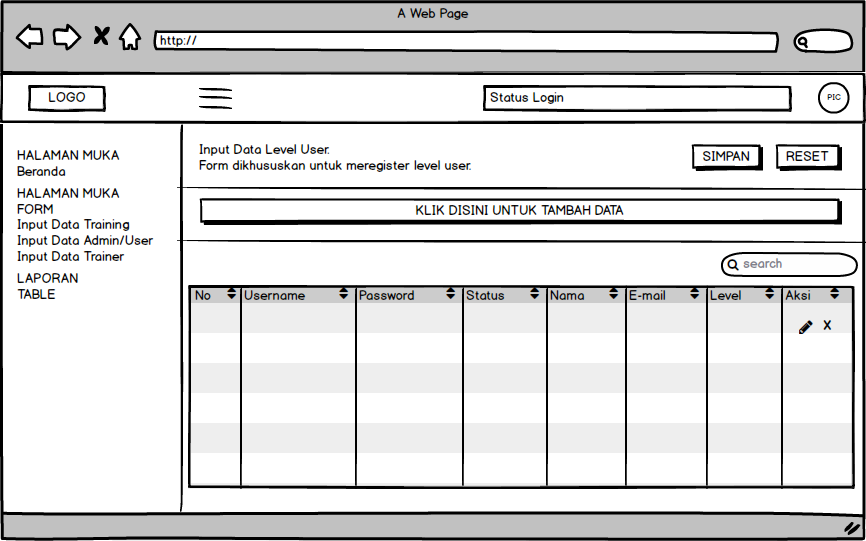 A Web Page
http://
LOGO
Status Login
PIC
HALAMAN MUKA
Beranda
HALAMAN MUKA
FORM
Input Data Training
Input Data Admin/User
Input Data Trainer
LAPORAN
TABLE
Input Data Level User.
Form dikhususkan untuk meregister level user.
SIMPAN RESET
KLIK DISINI UNTUK TAMBAH DATA
search
No Username Password Status Nama E-mail Level Aksi
X